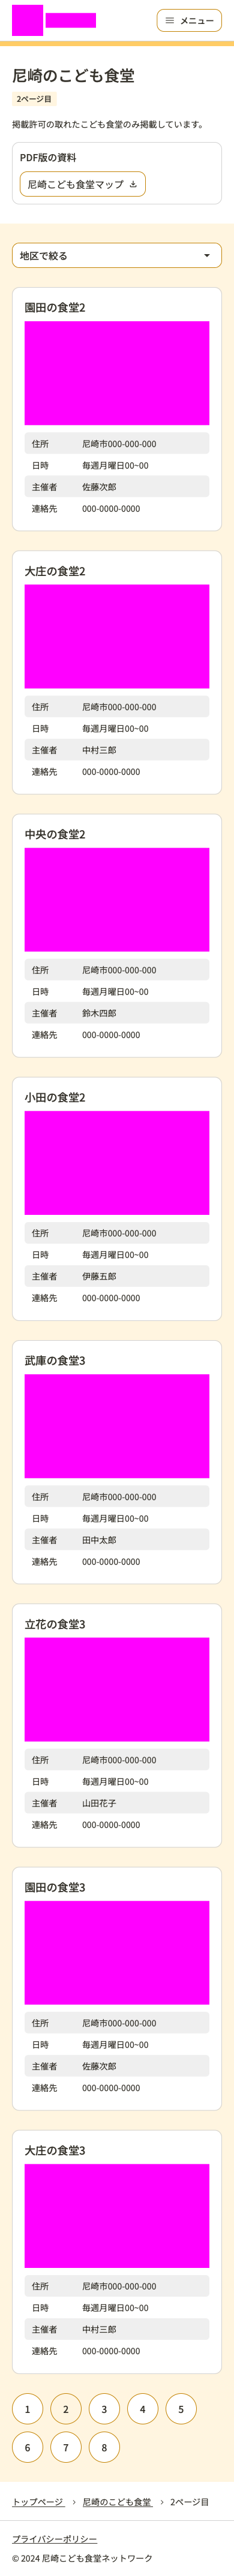 メニュー
尼崎のこども食堂
2ページ目
掲載許可の取れたこども食堂のみ掲載しています。
PDF版の資料
尼崎こども食堂マップ
地区で絞る
園田の食堂2
住所 尼崎市000-000-000
日時 毎週月曜日00~00
主催者 佐藤次郎
連絡先 000-0000-0000
大庄の食堂2
住所 尼崎市000-000-000
日時 毎週月曜日00~00
主催者 中村三郎
連絡先 000-0000-0000
中央の食堂2
住所 尼崎市000-000-000
日時 毎週月曜日00~00
主催者 鈴木四郎
連絡先 000-0000-0000
小田の食堂2
住所 尼崎市000-000-000
日時 毎週月曜日00~00
主催者 伊藤五郎
連絡先 000-0000-0000
武庫の食堂3
住所 尼崎市000-000-000
日時 毎週月曜日00~00
主催者 田中太郎
連絡先 000-0000-0000
立花の食堂3
住所 尼崎市000-000-000
日時 毎週月曜日00~00
主催者 山田花子
連絡先 000-0000-0000
園田の食堂3
住所 尼崎市000-000-000
日時 毎週月曜日00~00
主催者 佐藤次郎
連絡先 000-0000-0000
大庄の食堂3
住所 尼崎市000-000-000
日時 毎週月曜日00~00
主催者 中村三郎
連絡先 000-0000-0000
1 2 3 4 5
6 7 8
トップページ > 尼崎のこども食堂 > 2ページ目
プライバシーポリシー
© 2024 尼崎こども食堂ネットワーク